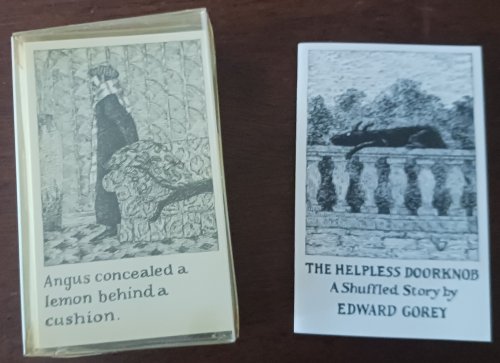 Angus concealed a
lemon behind a
cushion.
THE HELPLESS DOORKNOB
A Shuffled Story by
EDWARD GOREY